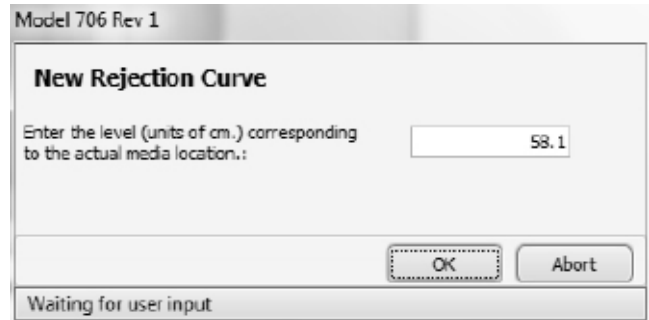 Model 706 Rev 1
New Rejection Curve
Enter the level (units of cm.) corresponding
to the actual media location.:
58.1
OK
Abort
Waiting for user input